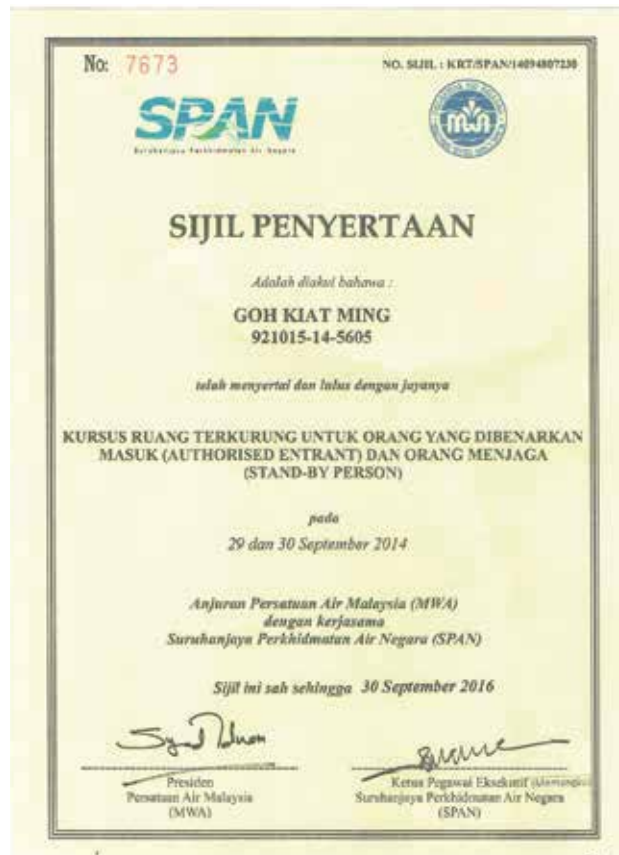 No: 7673
NO. SIJIL : KRT/SPAN/14094807230
SPAN
Suruhanjaya Perkhidmatan Air Negara
SIJIL PENYERTAAN
Adalah diakui bahawa :
GOH KIAT MING
921015-14-5605
telah menyertai dan lulus dengan jayanya
KURSUS RUANG TERKURUNG UNTUK ORANG YANG DIBENARKAN
MASUK (AUTHORISED ENTRANT) DAN ORANG MENJAGA
(STAND-BY PERSON)
pada
29 dan 30 September 2014
Anjuran Persatuan Air Malaysia (MWA)
dengan kerjasama
Suruhanjaya Perkhidmatan Air Negara (SPAN)
Sijil ini sah sehingga 30 September 2016
Presiden
Persatuan Air Malaysia
(MWA)
Ketua Pegawai Eksekutif
Suruhanjaya Perkhidmatan Air Negara
(SPAN)